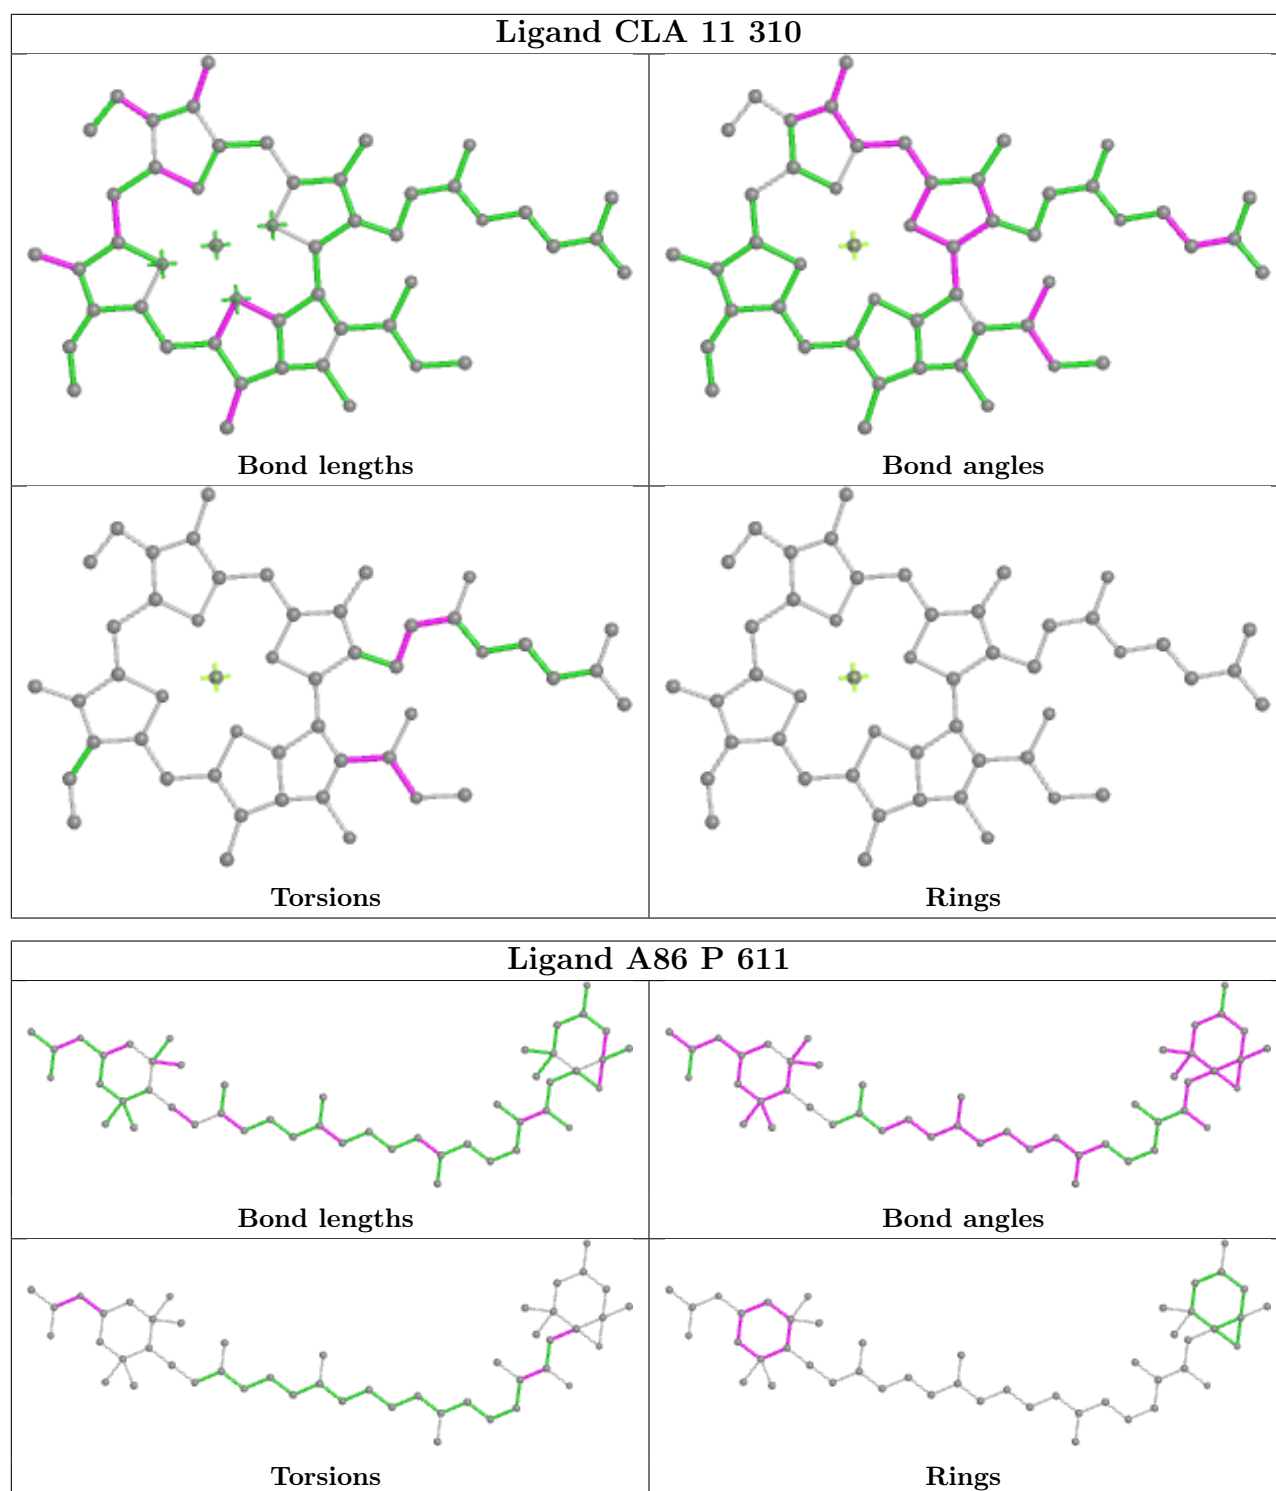 Ligand CLA 11 310
Bond lengths
Bond angles
Torsions
Rings
Ligand A86 P 611
Bond lengths
Bond angles
Torsions
Rings